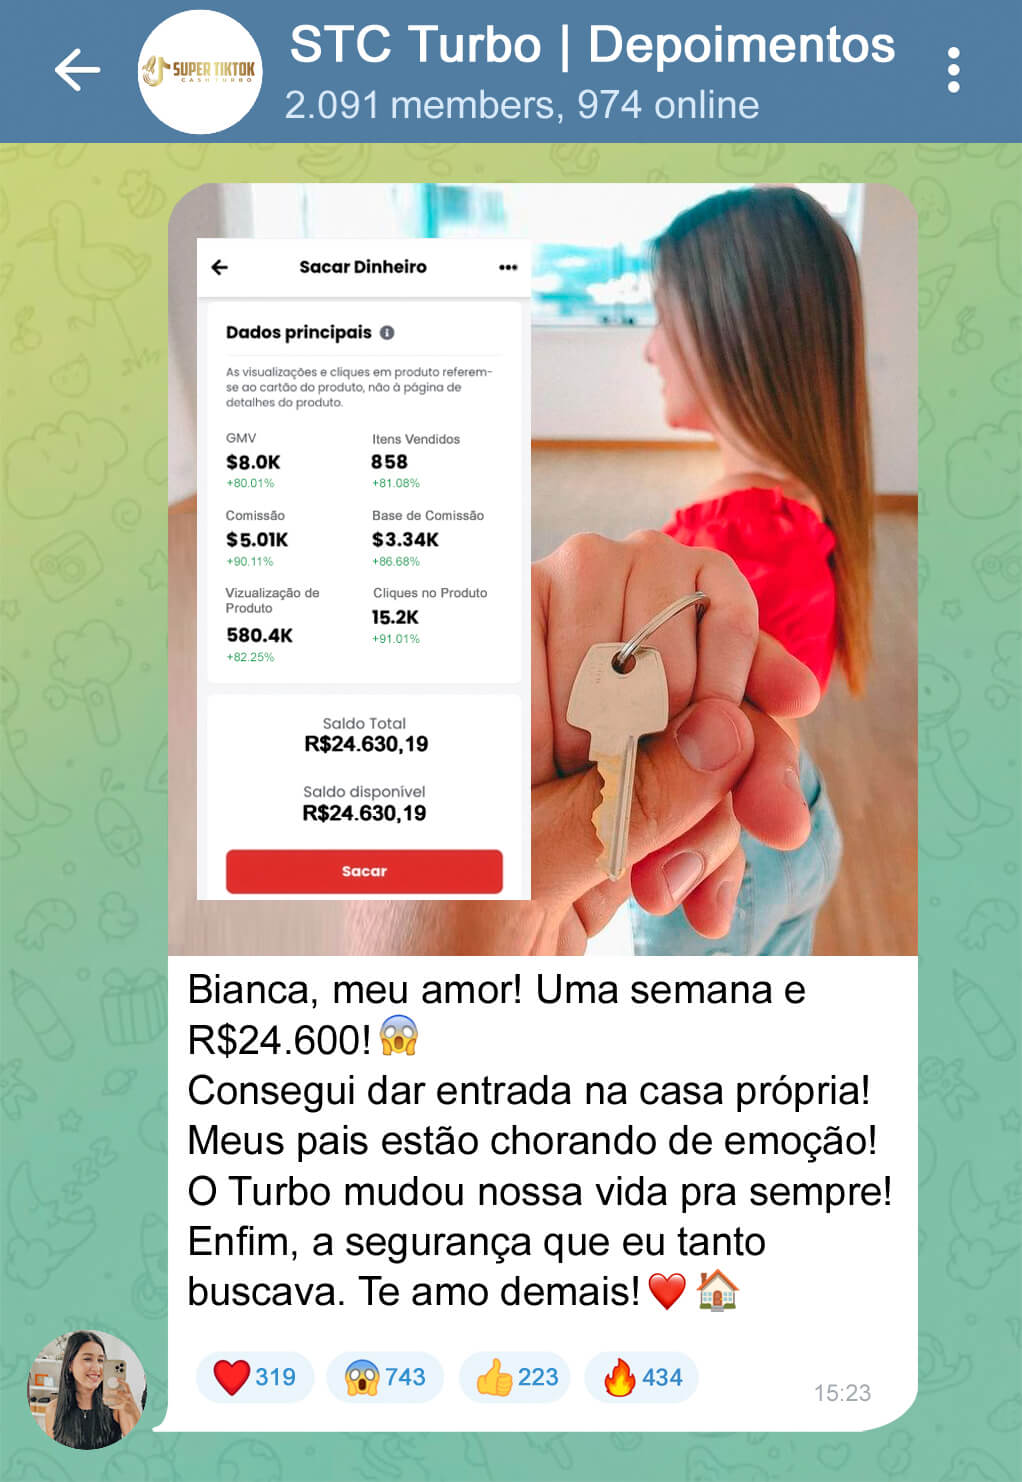 STC Turbo | Depoimentos
2.091 members, 974 online
SUPER TIKTOK
CASH TURBO
Sacar Dinheiro
Dados principais
As visualizações e cliques em produto referem-
se ao cartão do produto, não à página de
detalhes do produto.
GMV
$8.0K
+80.01%
Itens Vendidos
858
+81.08%
Comissão
$5.01K
+90.11%
Base de Comissão
$3.34K
+86.68%
Vizualização de
Produto
580.4K
+82.25%
Cliques no Produto
15.2K
+91.01%
Saldo Total
R$24.630,19
Saldo disponível
R$24.630,19
Sacar
Bianca, meu amor! Uma semana e
R$24.600!😱
Consegui dar entrada na casa própria!
Meus pais estão chorando de emoção!
O Turbo mudou nossa vida pra sempre!
Enfim, a segurança que eu tanto
buscava. Te amo demais!❤️🏠
❤️ 319 😱 743 👍 223 🔥 434
15:23